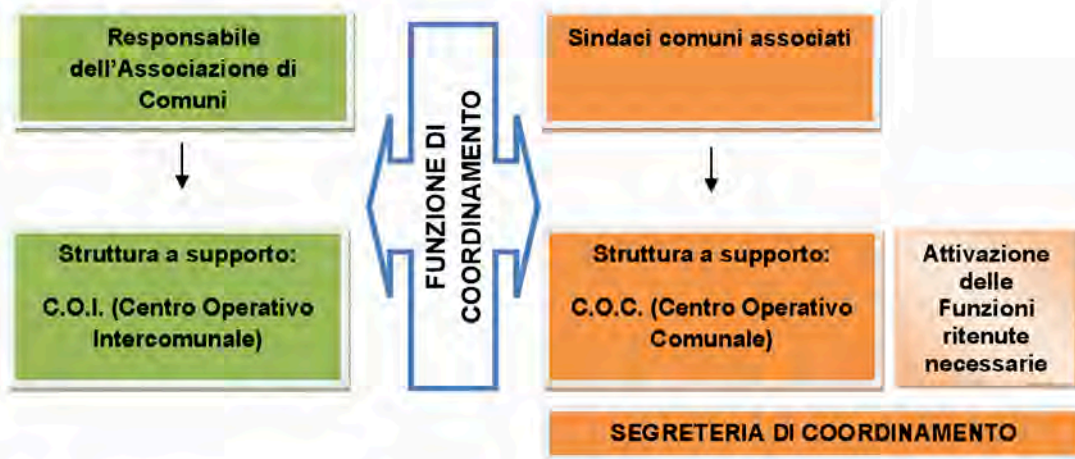 Responsabile
dell'Associazione di
Comuni
Struttura a supporto:
C.O.I. (Centro Operativo
Intercomunale)
FUNZIONE DI
COORDINAMENTO
Sindaci comuni associati
Struttura a supporto:
C.O.C. (Centro Operativo
Comunale)
Attivazione
delle
Funzioni
ritenute
necessarie
SEGRETERIA DI COORDINAMENTO